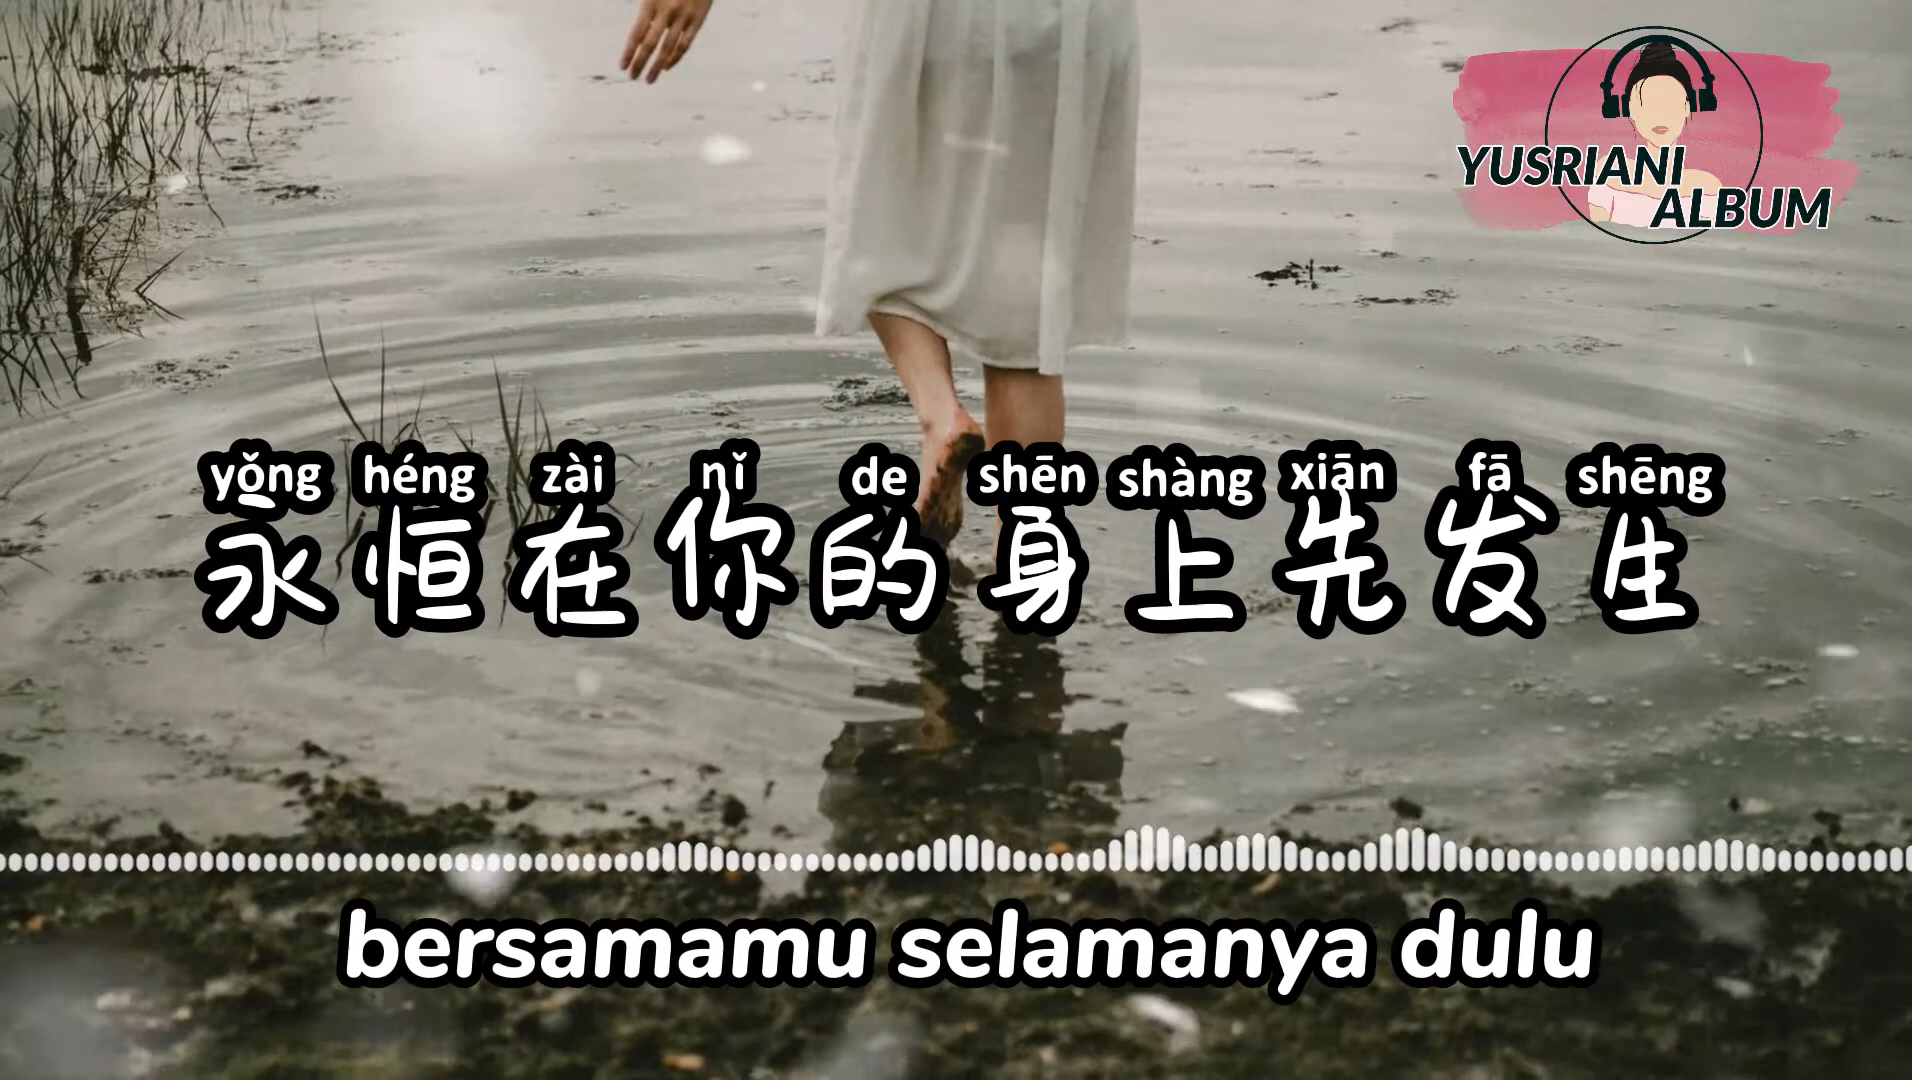 YUSRIANI
ALBUM
yǒng héng zài nǐ de shēn shàng xiān fā shēng
永恒在你的身上先发生
bersamamu selamanya dulu